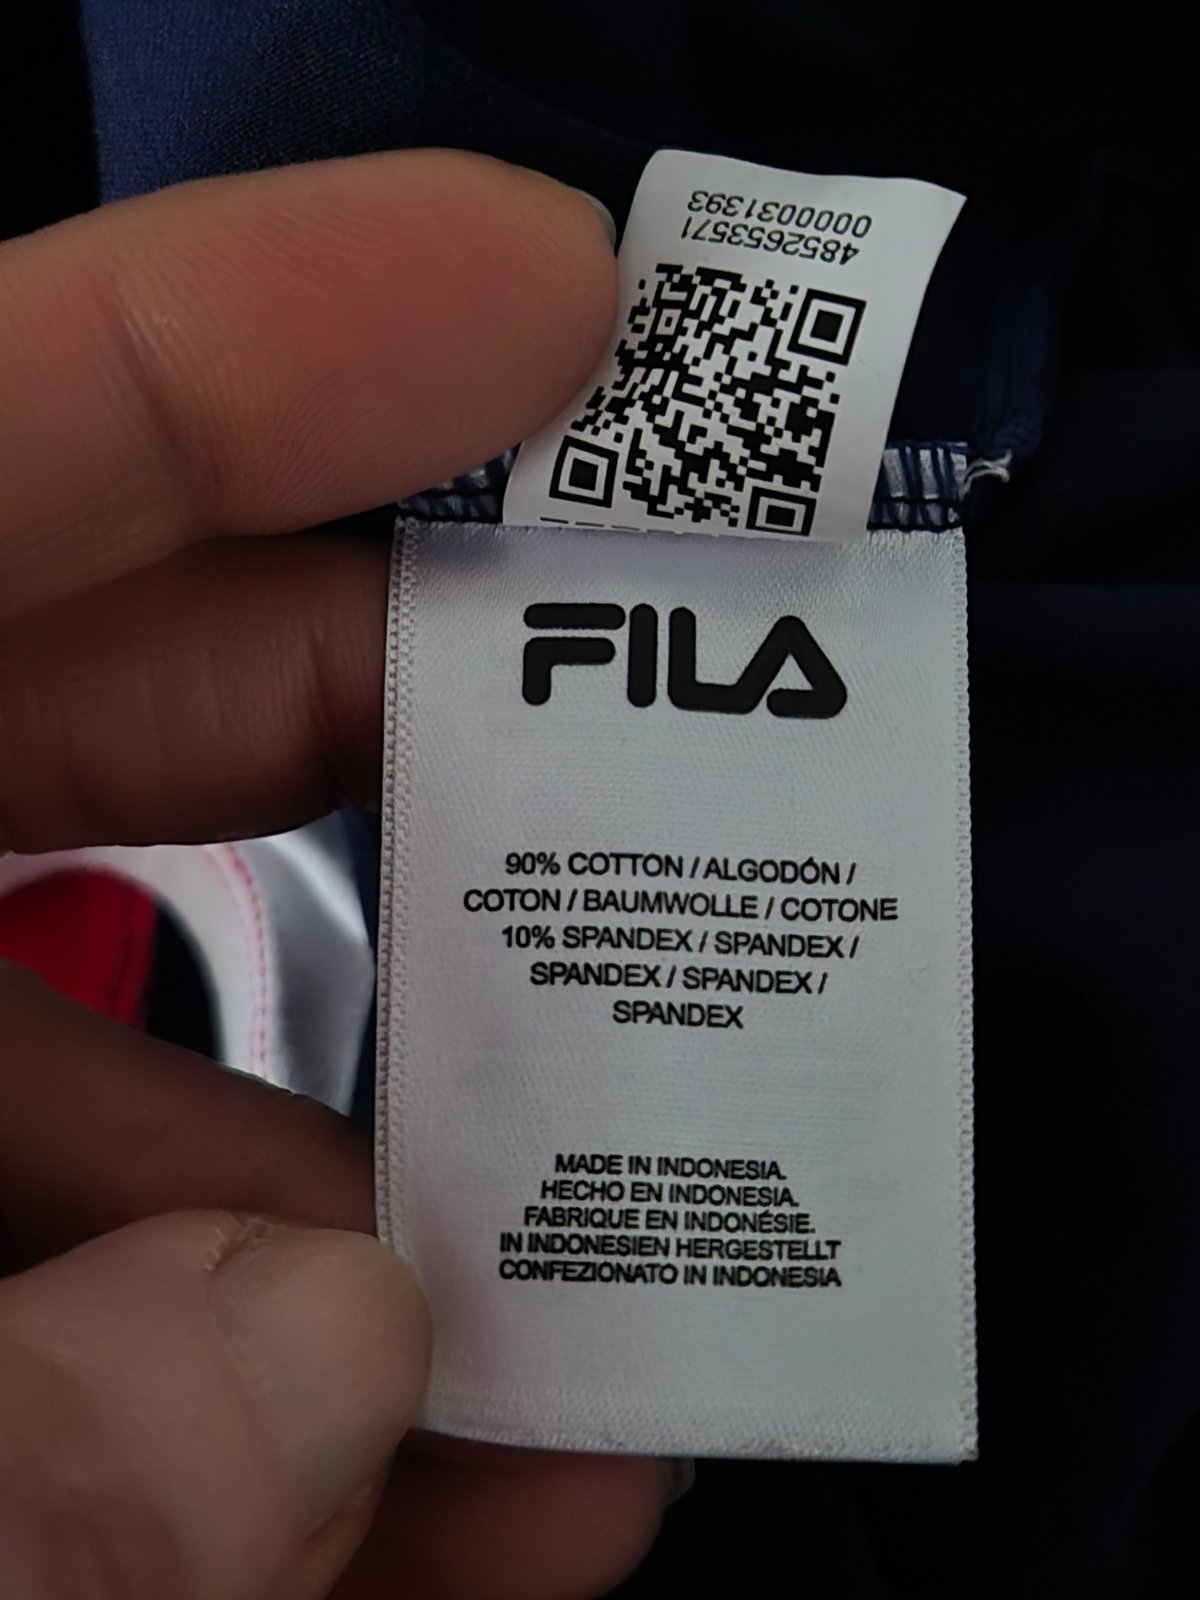 4852653571
0000031393
FILA
90% COTTON / ALGODÓN /
COTON / BAUMWOLLE / COTONE
10% SPANDEX / SPANDEX /
SPANDEX / SPANDEX /
SPANDEX
MADE IN INDONESIA.
HECHO EN INDONESIA.
FABRIQUE EN INDONÉSIE.
IN INDONESIEN HERGESTELLT
CONFEZIONATO IN INDONESIA